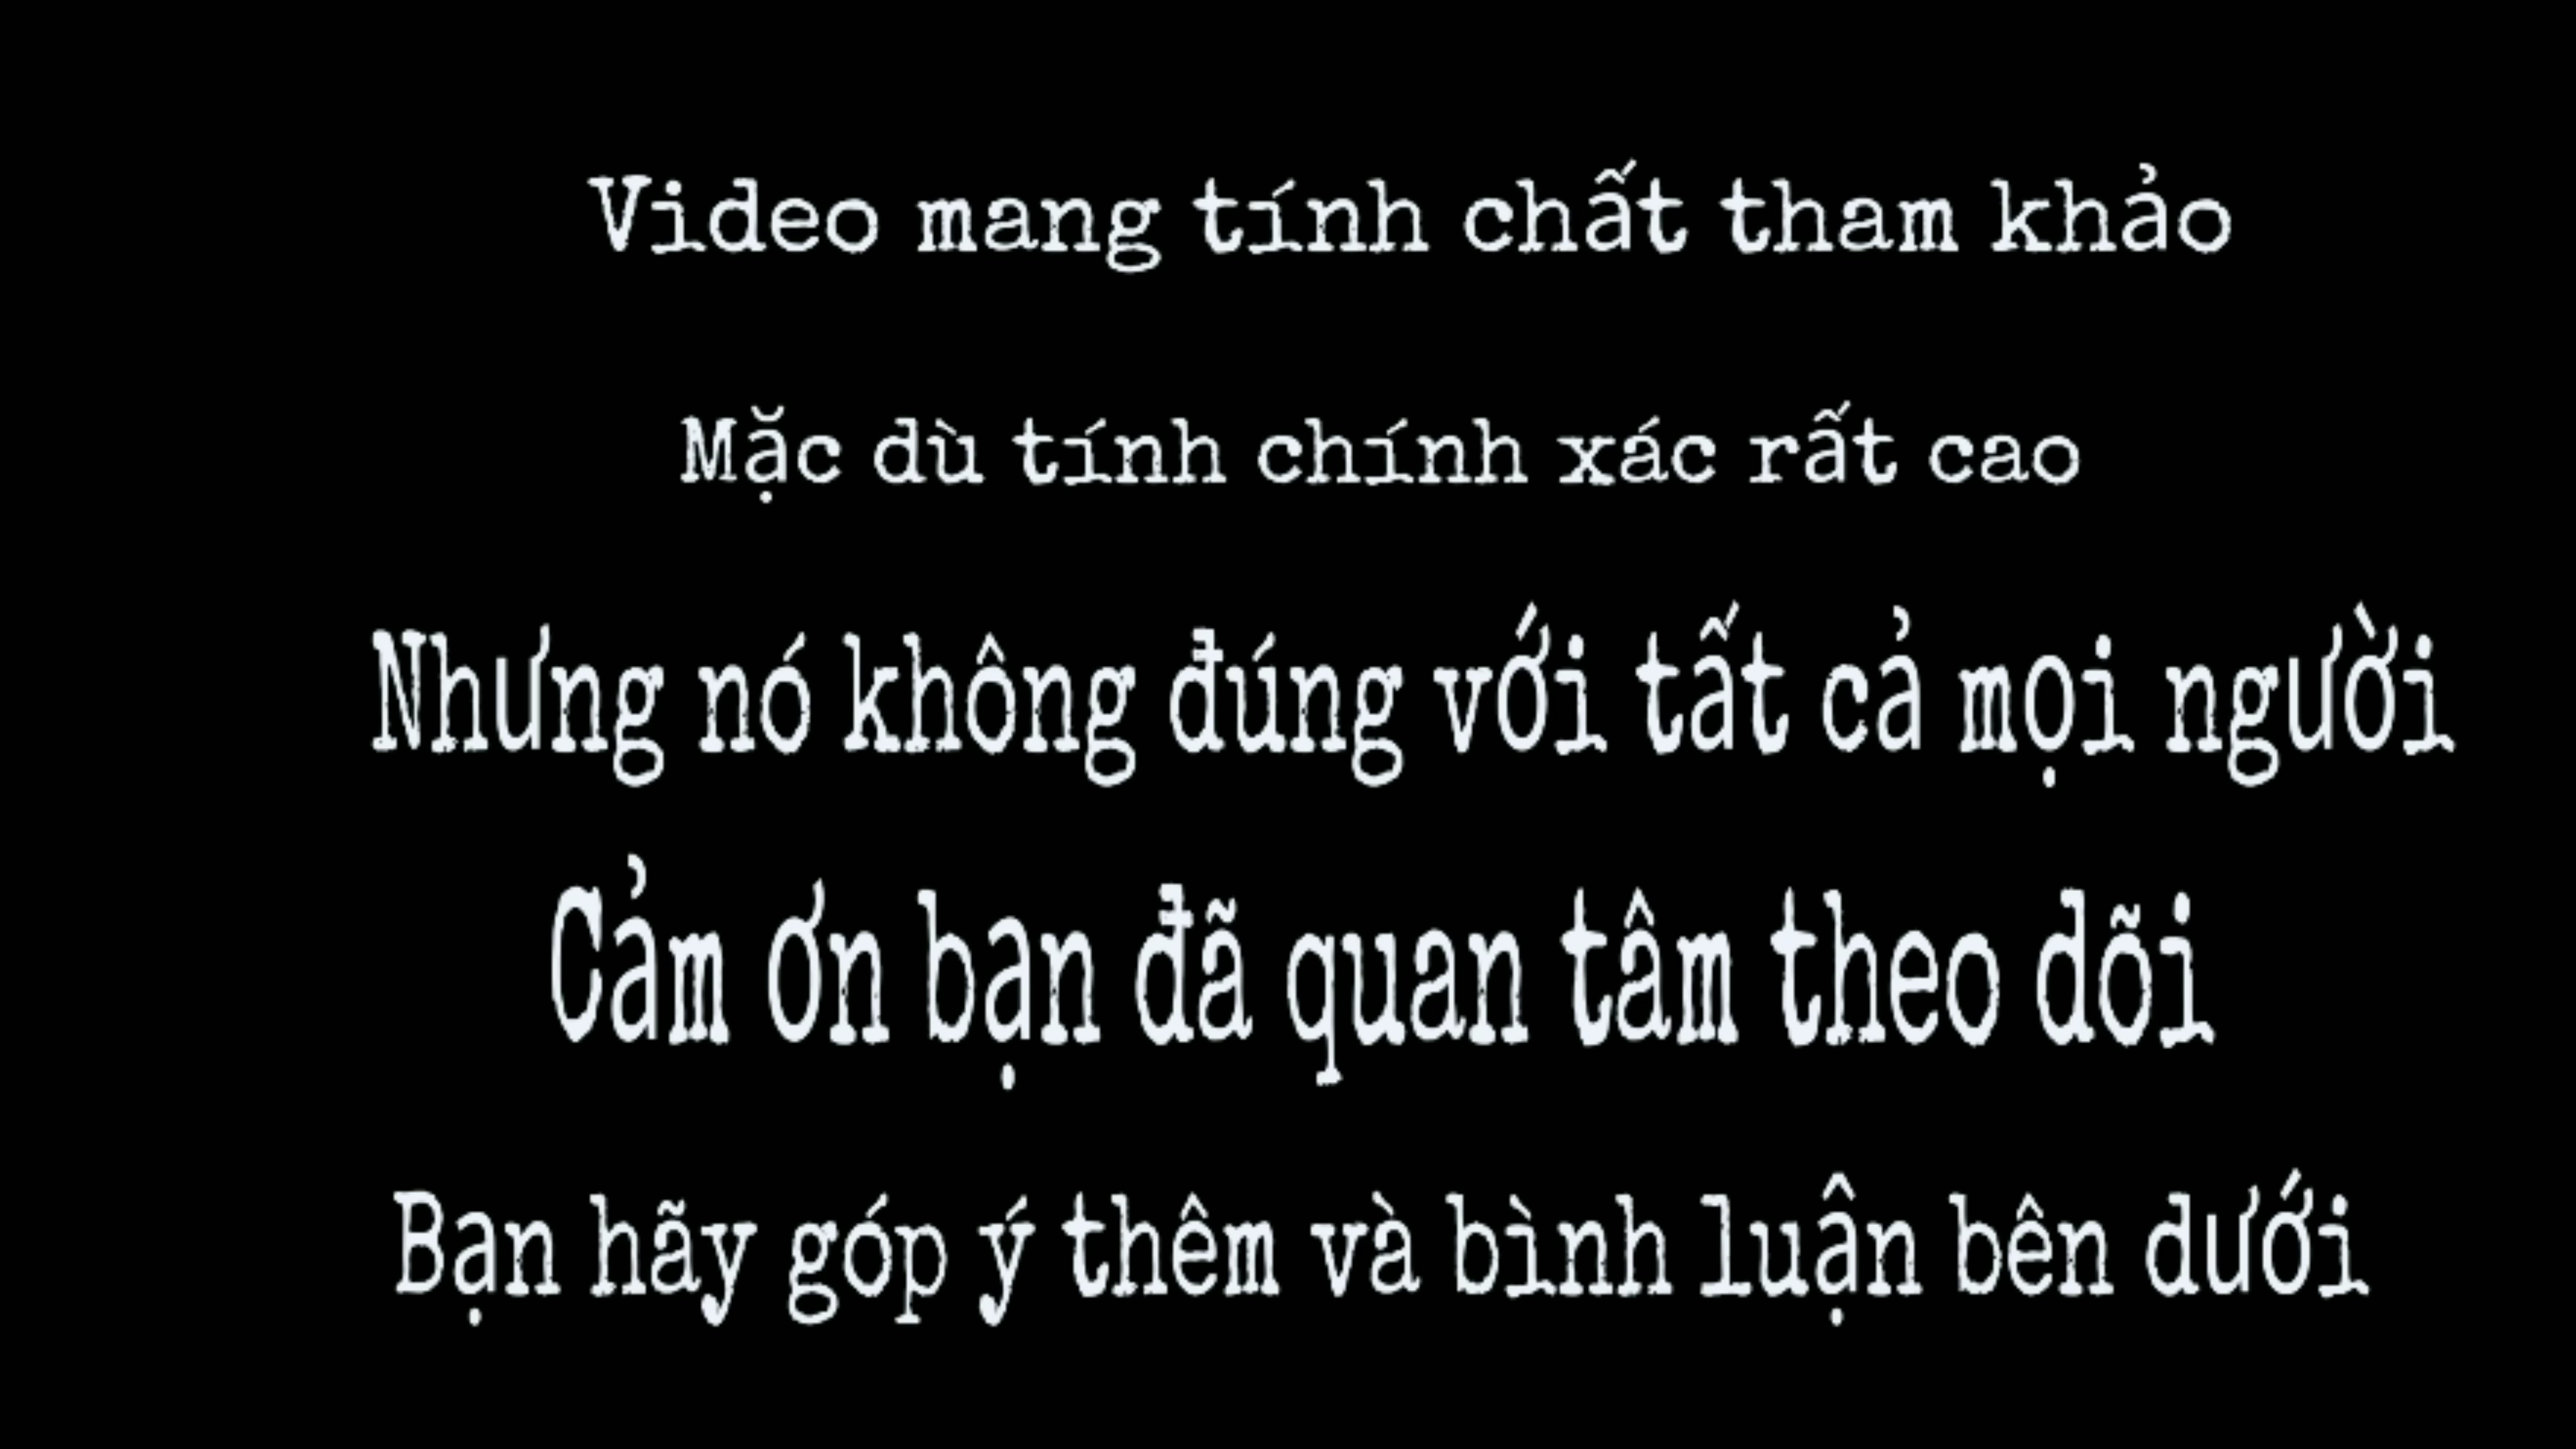 Video mang tính chất tham khảo
Mặc dù tính chính xác rất cao
Nhưng nó không đúng với tất cả mọi người
Cảm ơn bạn đã quan tâm theo dõi
Bạn hãy góp ý thêm và bình luận bên dưới